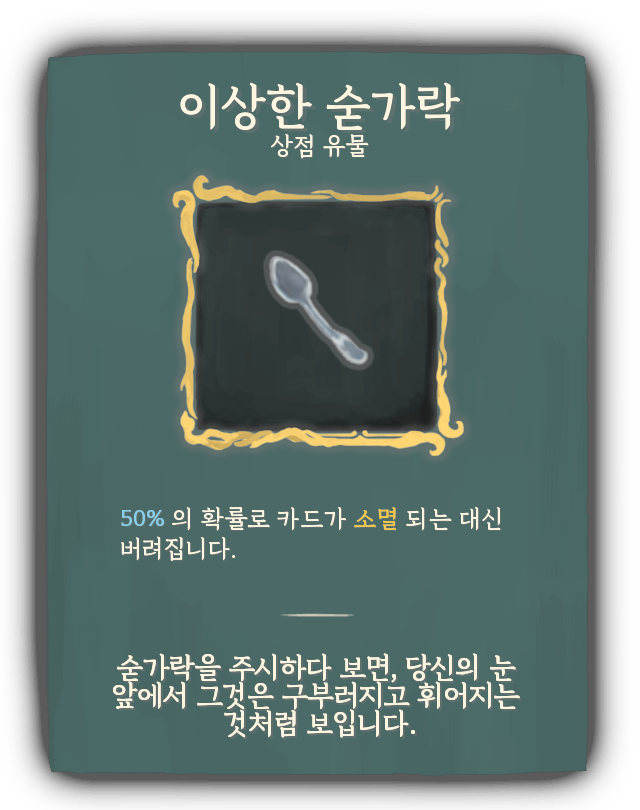 이상한 숟가락
상점 유물
50% 의 확률로 카드가 소멸 되는 대신
버려집니다.
숟가락을 주시하다 보면, 당신의 눈
앞에서 그것은 구부러지고 휘어지는
것처럼 보입니다.